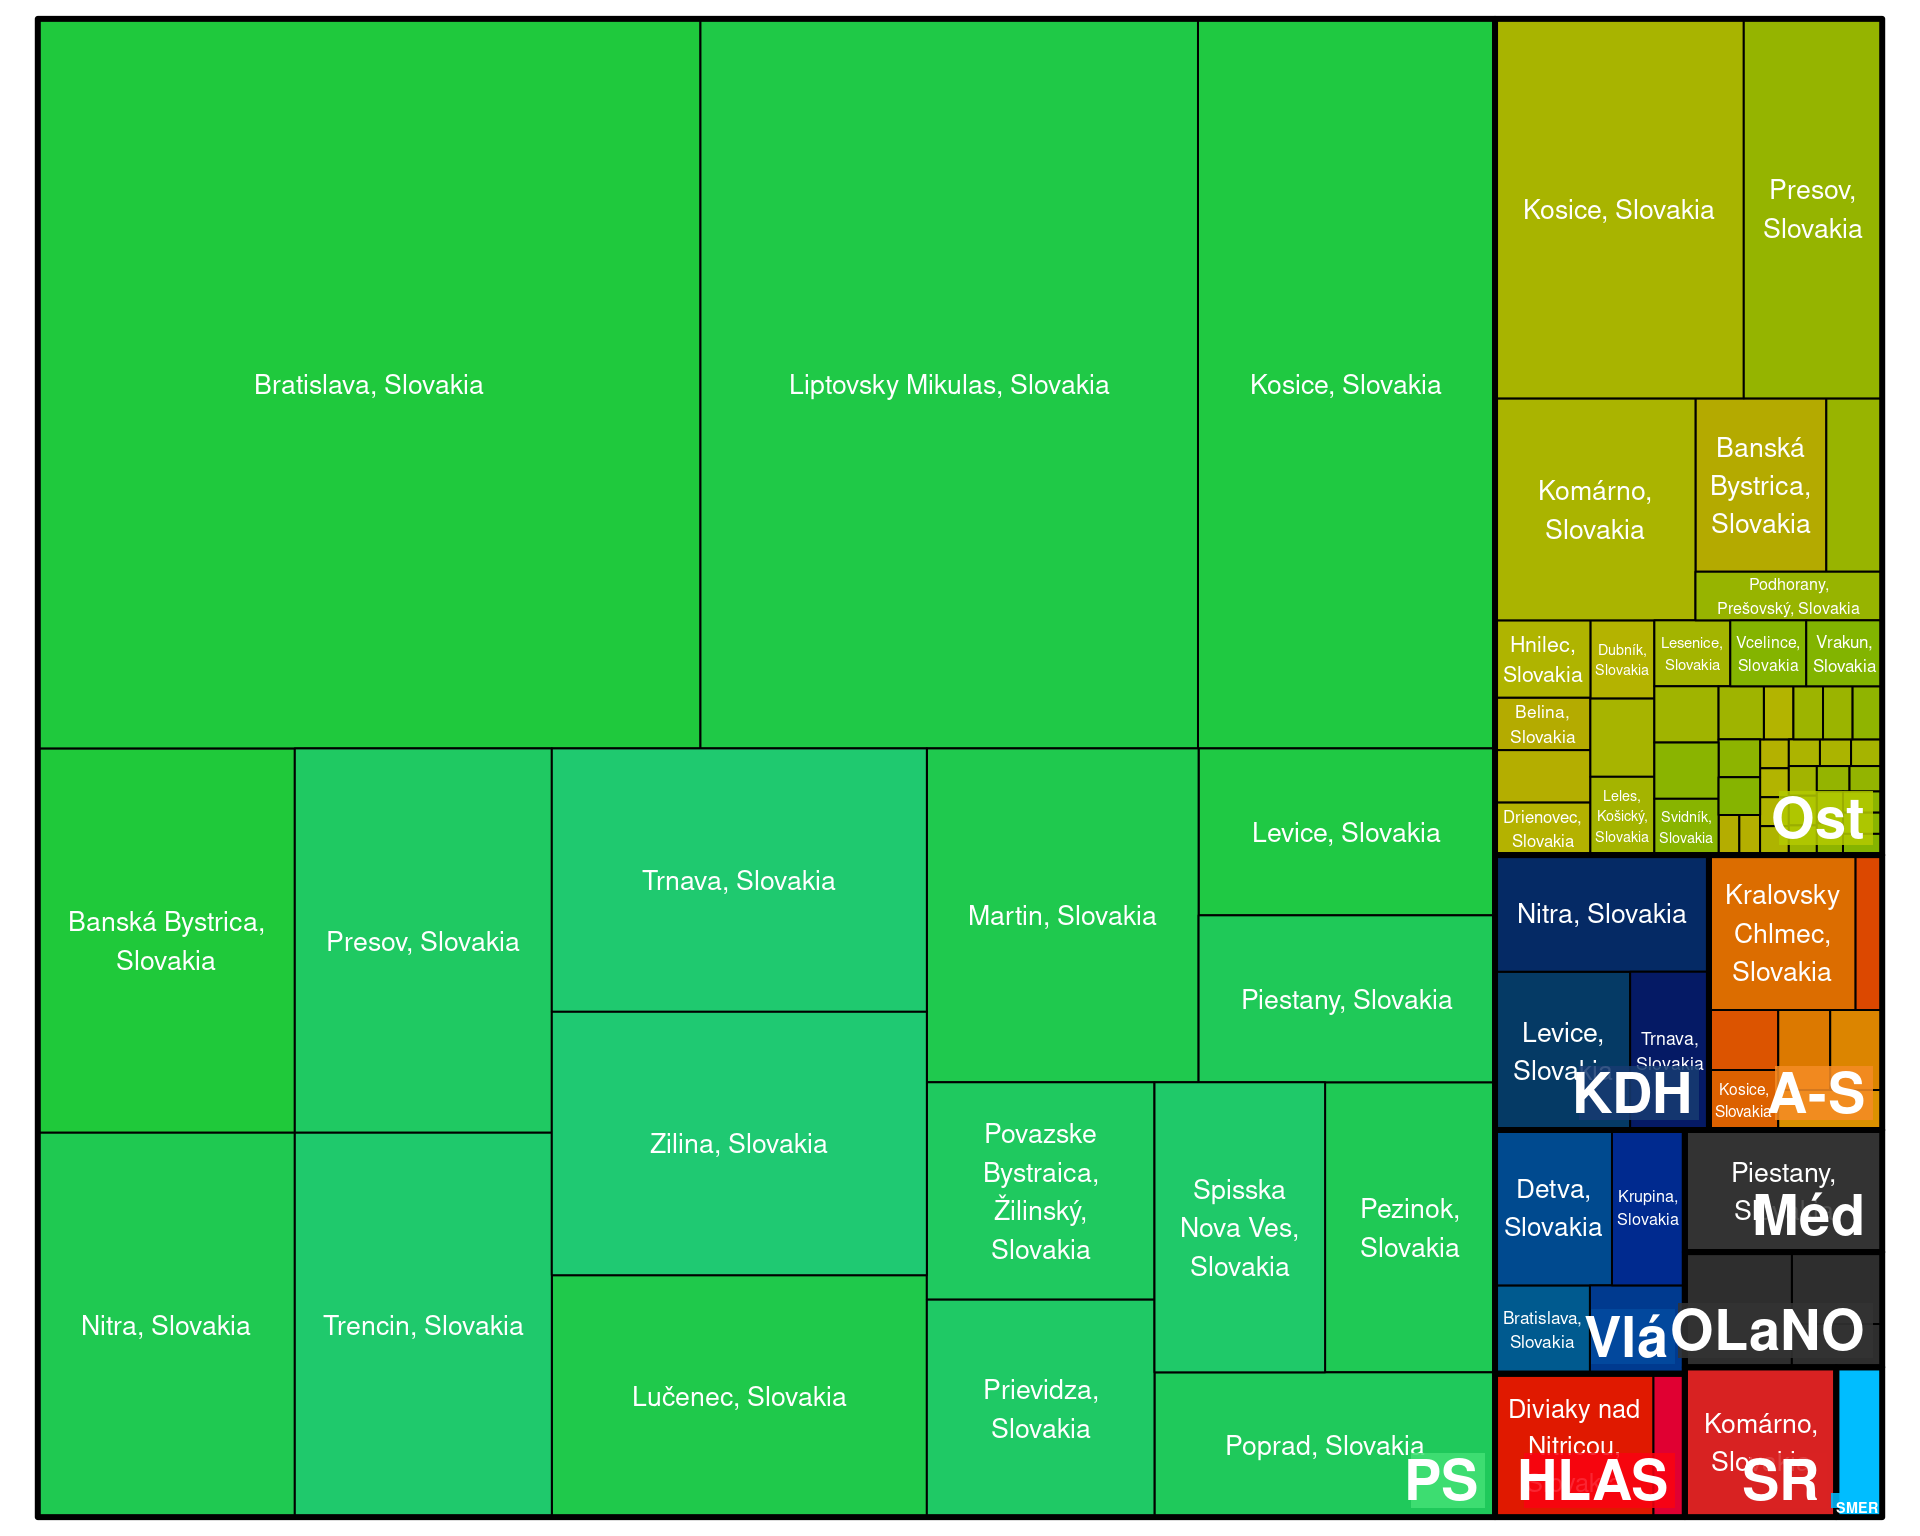 Bratislava, Slovakia
Liptovsky Mikulas, Slovakia
Kosice, Slovakia
Banská Bystrica,
Slovakia
Presov, Slovakia
Trnava, Slovakia
Zilina, Slovakia
Martin, Slovakia
Levice, Slovakia
Piestany, Slovakia
Nitra, Slovakia
Trencin, Slovakia
Lučenec, Slovakia
Povazske
Bystraica,
Žilinský,
Slovakia
Prievidza,
Slovakia
Spisska
Nova Ves,
Slovakia
Pezinok,
Slovakia
Poprad, Slovakia
PS
Kosice, Slovakia
Presov,
Slovakia
Komárno,
Slovakia
Banská
Bystrica,
Slovakia
Podhorany,
Prešovský, Slovakia
Hnilec,
Slovakia
Dubník,
Slovakia
Lesenice,
Slovakia
Vcelince,
Slovakia
Vrakun,
Slovakia
Belina,
Slovakia
Drienovec,
Slovakia
Leles,
Košický,
Slovakia
Svidník,
Slovakia
Ost
Nitra, Slovakia
Levice,
Slovakia
Trnava,
Slovakia
KDH
Kralovsky
Chlmec,
Slovakia
Kosice,
Slovakia
A-S
Detva,
Slovakia
Krupina,
Slovakia
Bratislava,
Slovakia
Vlá
Piestany,
Méd
OLaNO
Diviaky nad
Nitricou,
Slovakia
HLAS
Komárno,
Slovakia
SR
SMER